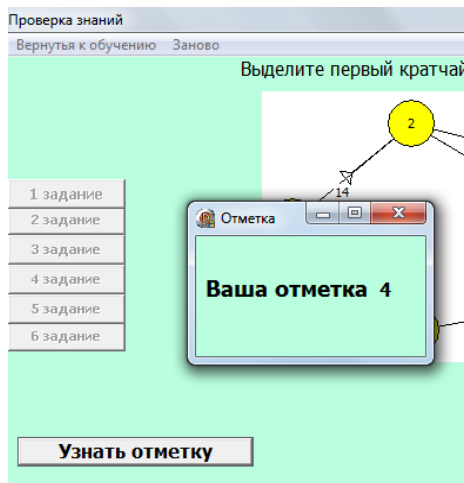 Проверка знаний
Вернутья к обучению Заново
Выделите первый кратчай
2
14
1 задание
2 задание
3 задание
4 задание
5 задание
6 задание
Отметка
Ваша отметка 4
Узнать отметку